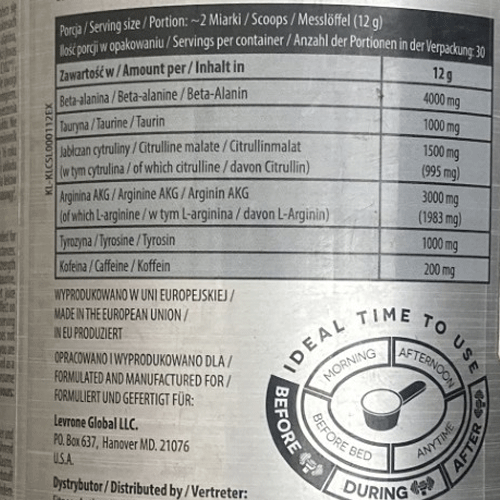 Porcja / Serving size / Portion: ~2 Miarki / Scoops / Messlöffel (12 g)
Ilość porcji w opakowaniu / Servings per container / Anzahl der Portionen in der Verpackung: 30
Zawartość w / Amount per / Inhalt in 12 g
Beta-alanina / Beta-alanine / Beta-Alanin 4000 mg
Tauryna / Taurine / Taurin 1000 mg
Jabłczan cytruliny / Citrulline malate / Citrullinmalat 1500 mg
(w tym cytrulina / of which citrulline / davon Citrullin) (995 mg)
Arginina AKG / Arginine AKG / Arginin AKG 3000 mg
(of which L-arginine / w tym L-arginina / davon L-Arginin) (1983 mg)
Tyrozyna / Tyrosine / Tyrosin 1000 mg
Kofeina / Caffeine / Koffein 200 mg
KL-KLCSL000112EX
WYPRODUKOWANO W UNII EUROPEJSKIEJ /
MADE IN THE EUROPEAN UNION /
IN EU PRODUZIERT
OPRACOWANO I WYPRODUKOWANO DLA /
FORMULATED AND MANUFACTURED FOR /
FORMULIERT UND GEFERTIGT FÜR:
Levrone Global LLC.
P.O. Box 637, Hanover MD. 21076
U.S.A.
Dystrybutor / Distributed by / Vertreter:
IDEAL TIME TO USE
MORNING
AFTERNOON
BEFORE BED
ANYTIME
BEFORE
DURING
AFTER